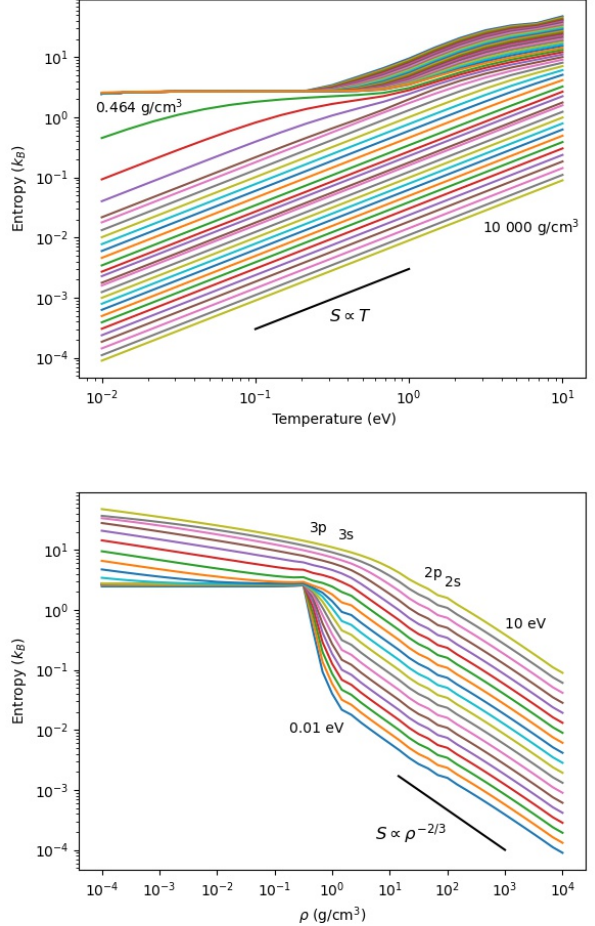 10¹
10⁰
10⁻¹
10⁻²
10⁻³
10⁻⁴
Entropy (k_B)
0.464 g/cm³
10 000 g/cm³
S ∝ T
10⁻² 10⁻¹ 10⁰ 10¹
Temperature (eV)
10¹
10⁰
10⁻¹
10⁻²
10⁻³
10⁻⁴
Entropy (k_B)
3p 3s
2p 2s
10 eV
0.01 eV
S ∝ ρ⁻²/³
10⁻⁴ 10⁻³ 10⁻² 10⁻¹ 10⁰ 10¹ 10² 10³ 10⁴
ρ (g/cm³)